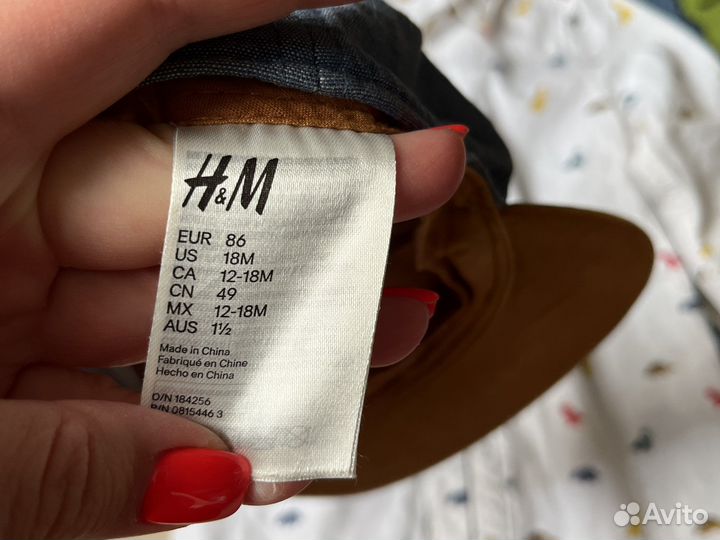 H&M
EUR 86
US 18M
CA 12-18M
CN 49
MX 12-18M
AUS 1½
Made in China
Fabriqué en Chine
Hecho en China
O/N 184256
P/N 0815446 3
Avito